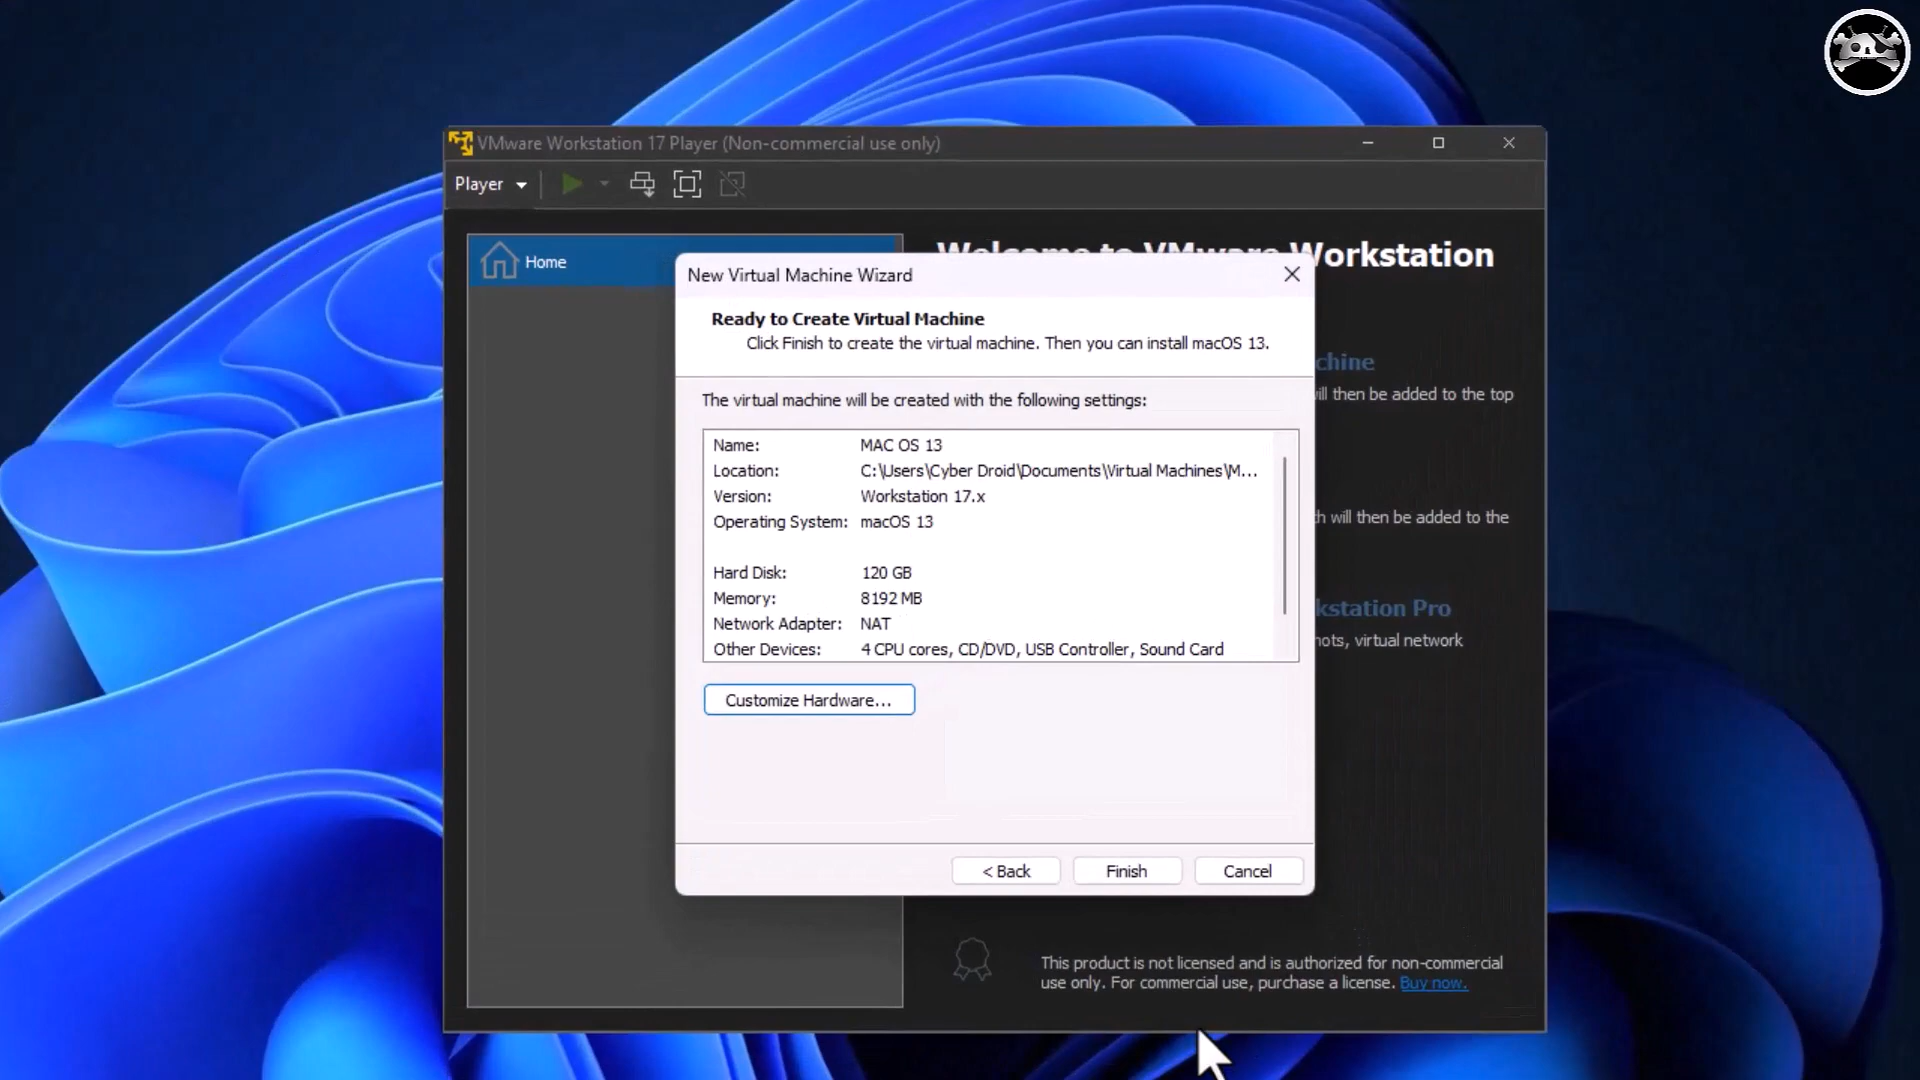 VMware Workstation 17 Player (Non-commercial use only)
Player
Home
Welcome to VMware Workstation
New Virtual Machine Wizard
Ready to Create Virtual Machine
Click Finish to create the virtual machine. Then you can install macOS 13.
The virtual machine will be created with the following settings:
Name: MAC OS 13
Location: C:\Users\Cyber Droid\Documents\Virtual Machines\M...
Version: Workstation 17.x
Operating System: macOS 13
Hard Disk: 120 GB
Memory: 8192 MB
Network Adapter: NAT
Other Devices: 4 CPU cores, CD/DVD, USB Controller, Sound Card
Customize Hardware...
< Back
Finish
Cancel
chine
ill then be added to the top
h will then be added to the
kstation Pro
ots, virtual network
This product is not licensed and is authorized for non-commercial
use only. For commercial use, purchase a license. Buy now.